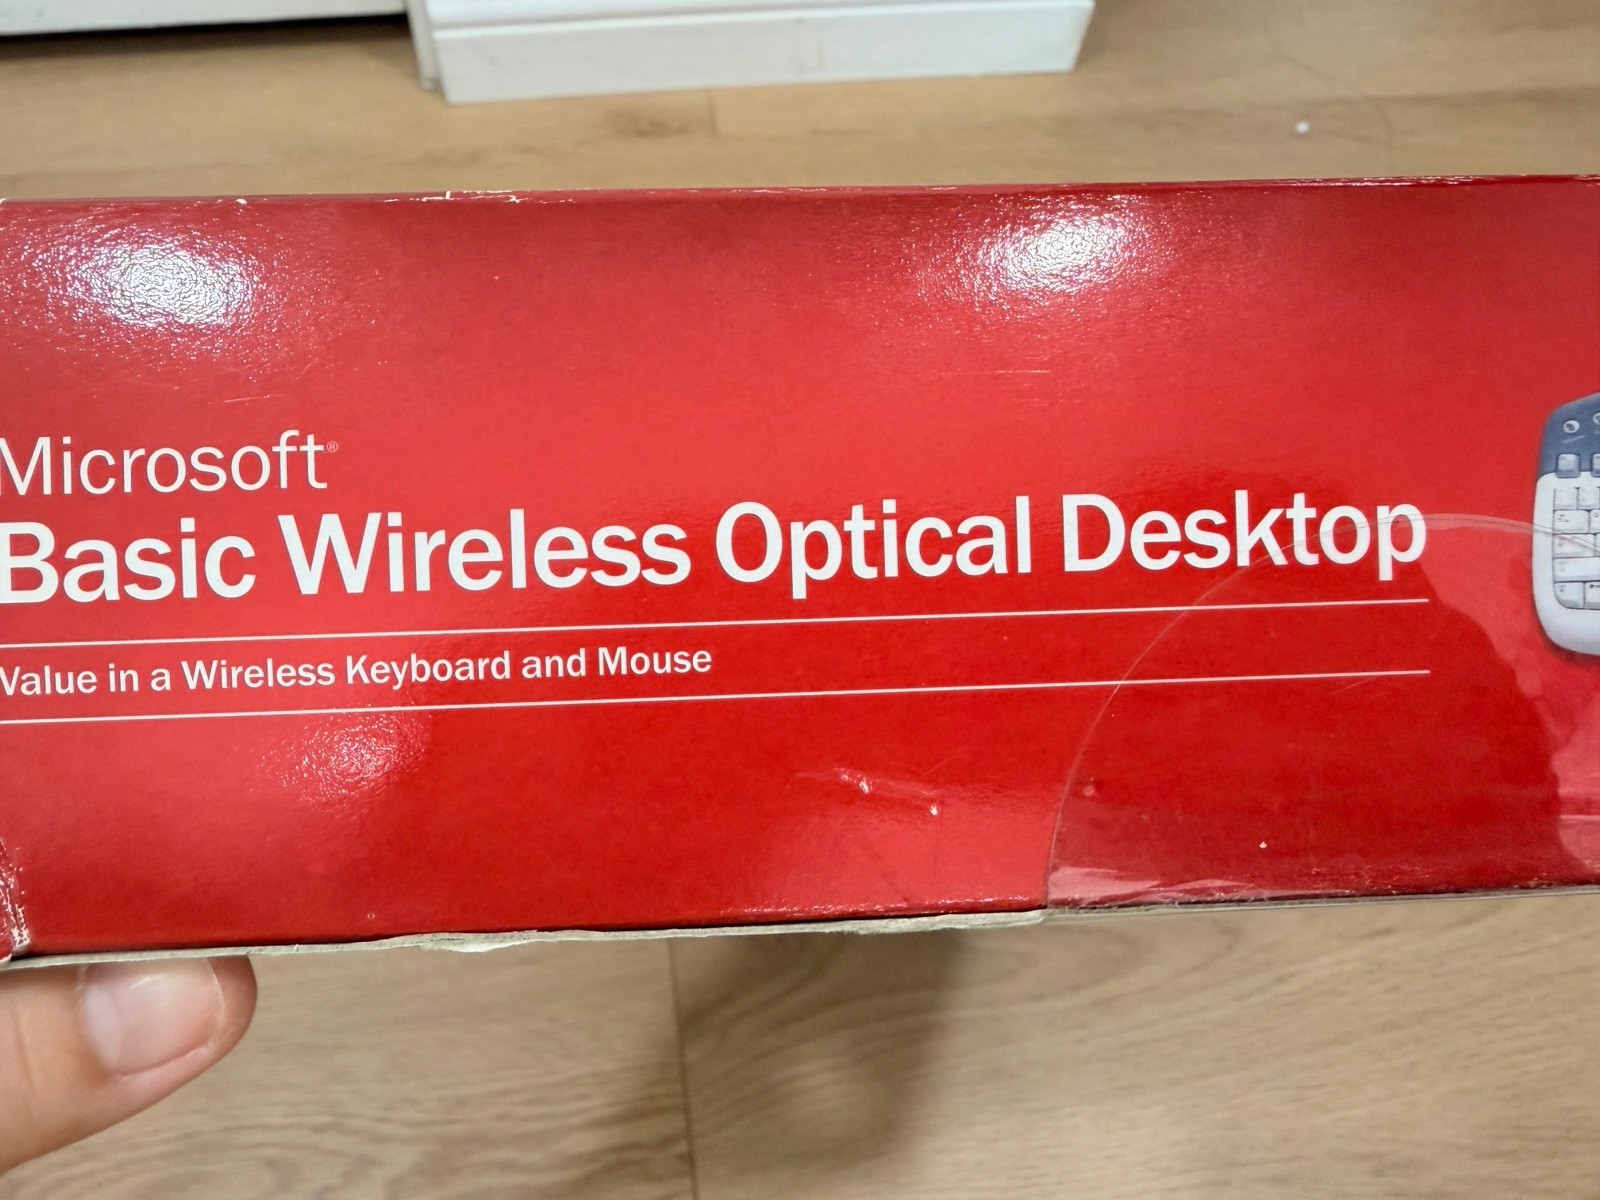 Microsoft®
Basic Wireless Optical Desktop
Value in a Wireless Keyboard and Mouse